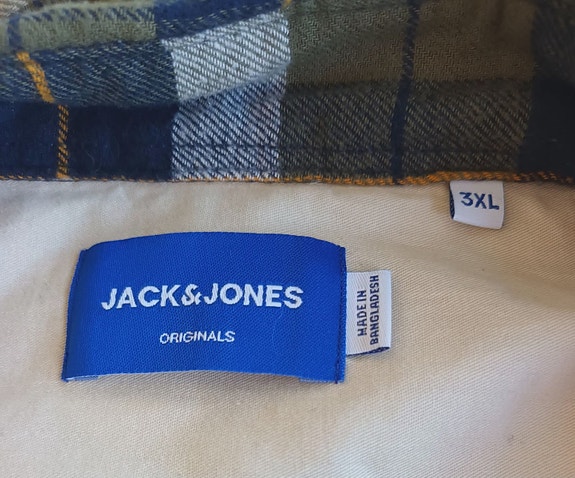 3XL
JACK&JONES
ORIGINALS
MADE IN
BANGLADESH